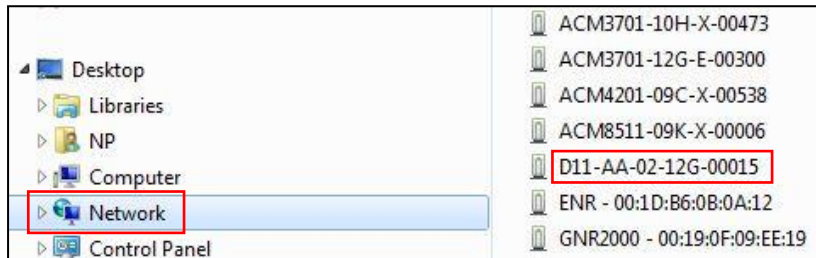 Desktop
Libraries
NP
Computer
Network
Control Panel
ACM3701-10H-X-00473
ACM3701-12G-E-00300
ACM4201-09C-X-00538
ACM8511-09K-X-00006
D11-AA-02-12G-00015
ENR - 00:1D:B6:0B:0A:12
GNR2000 - 00:19:0F:09:EE:19